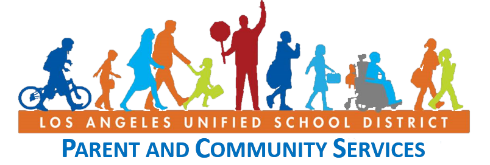 LOS ANGELES UNIFIED SCHOOL DISTRICT
PARENT AND COMMUNITY SERVICES